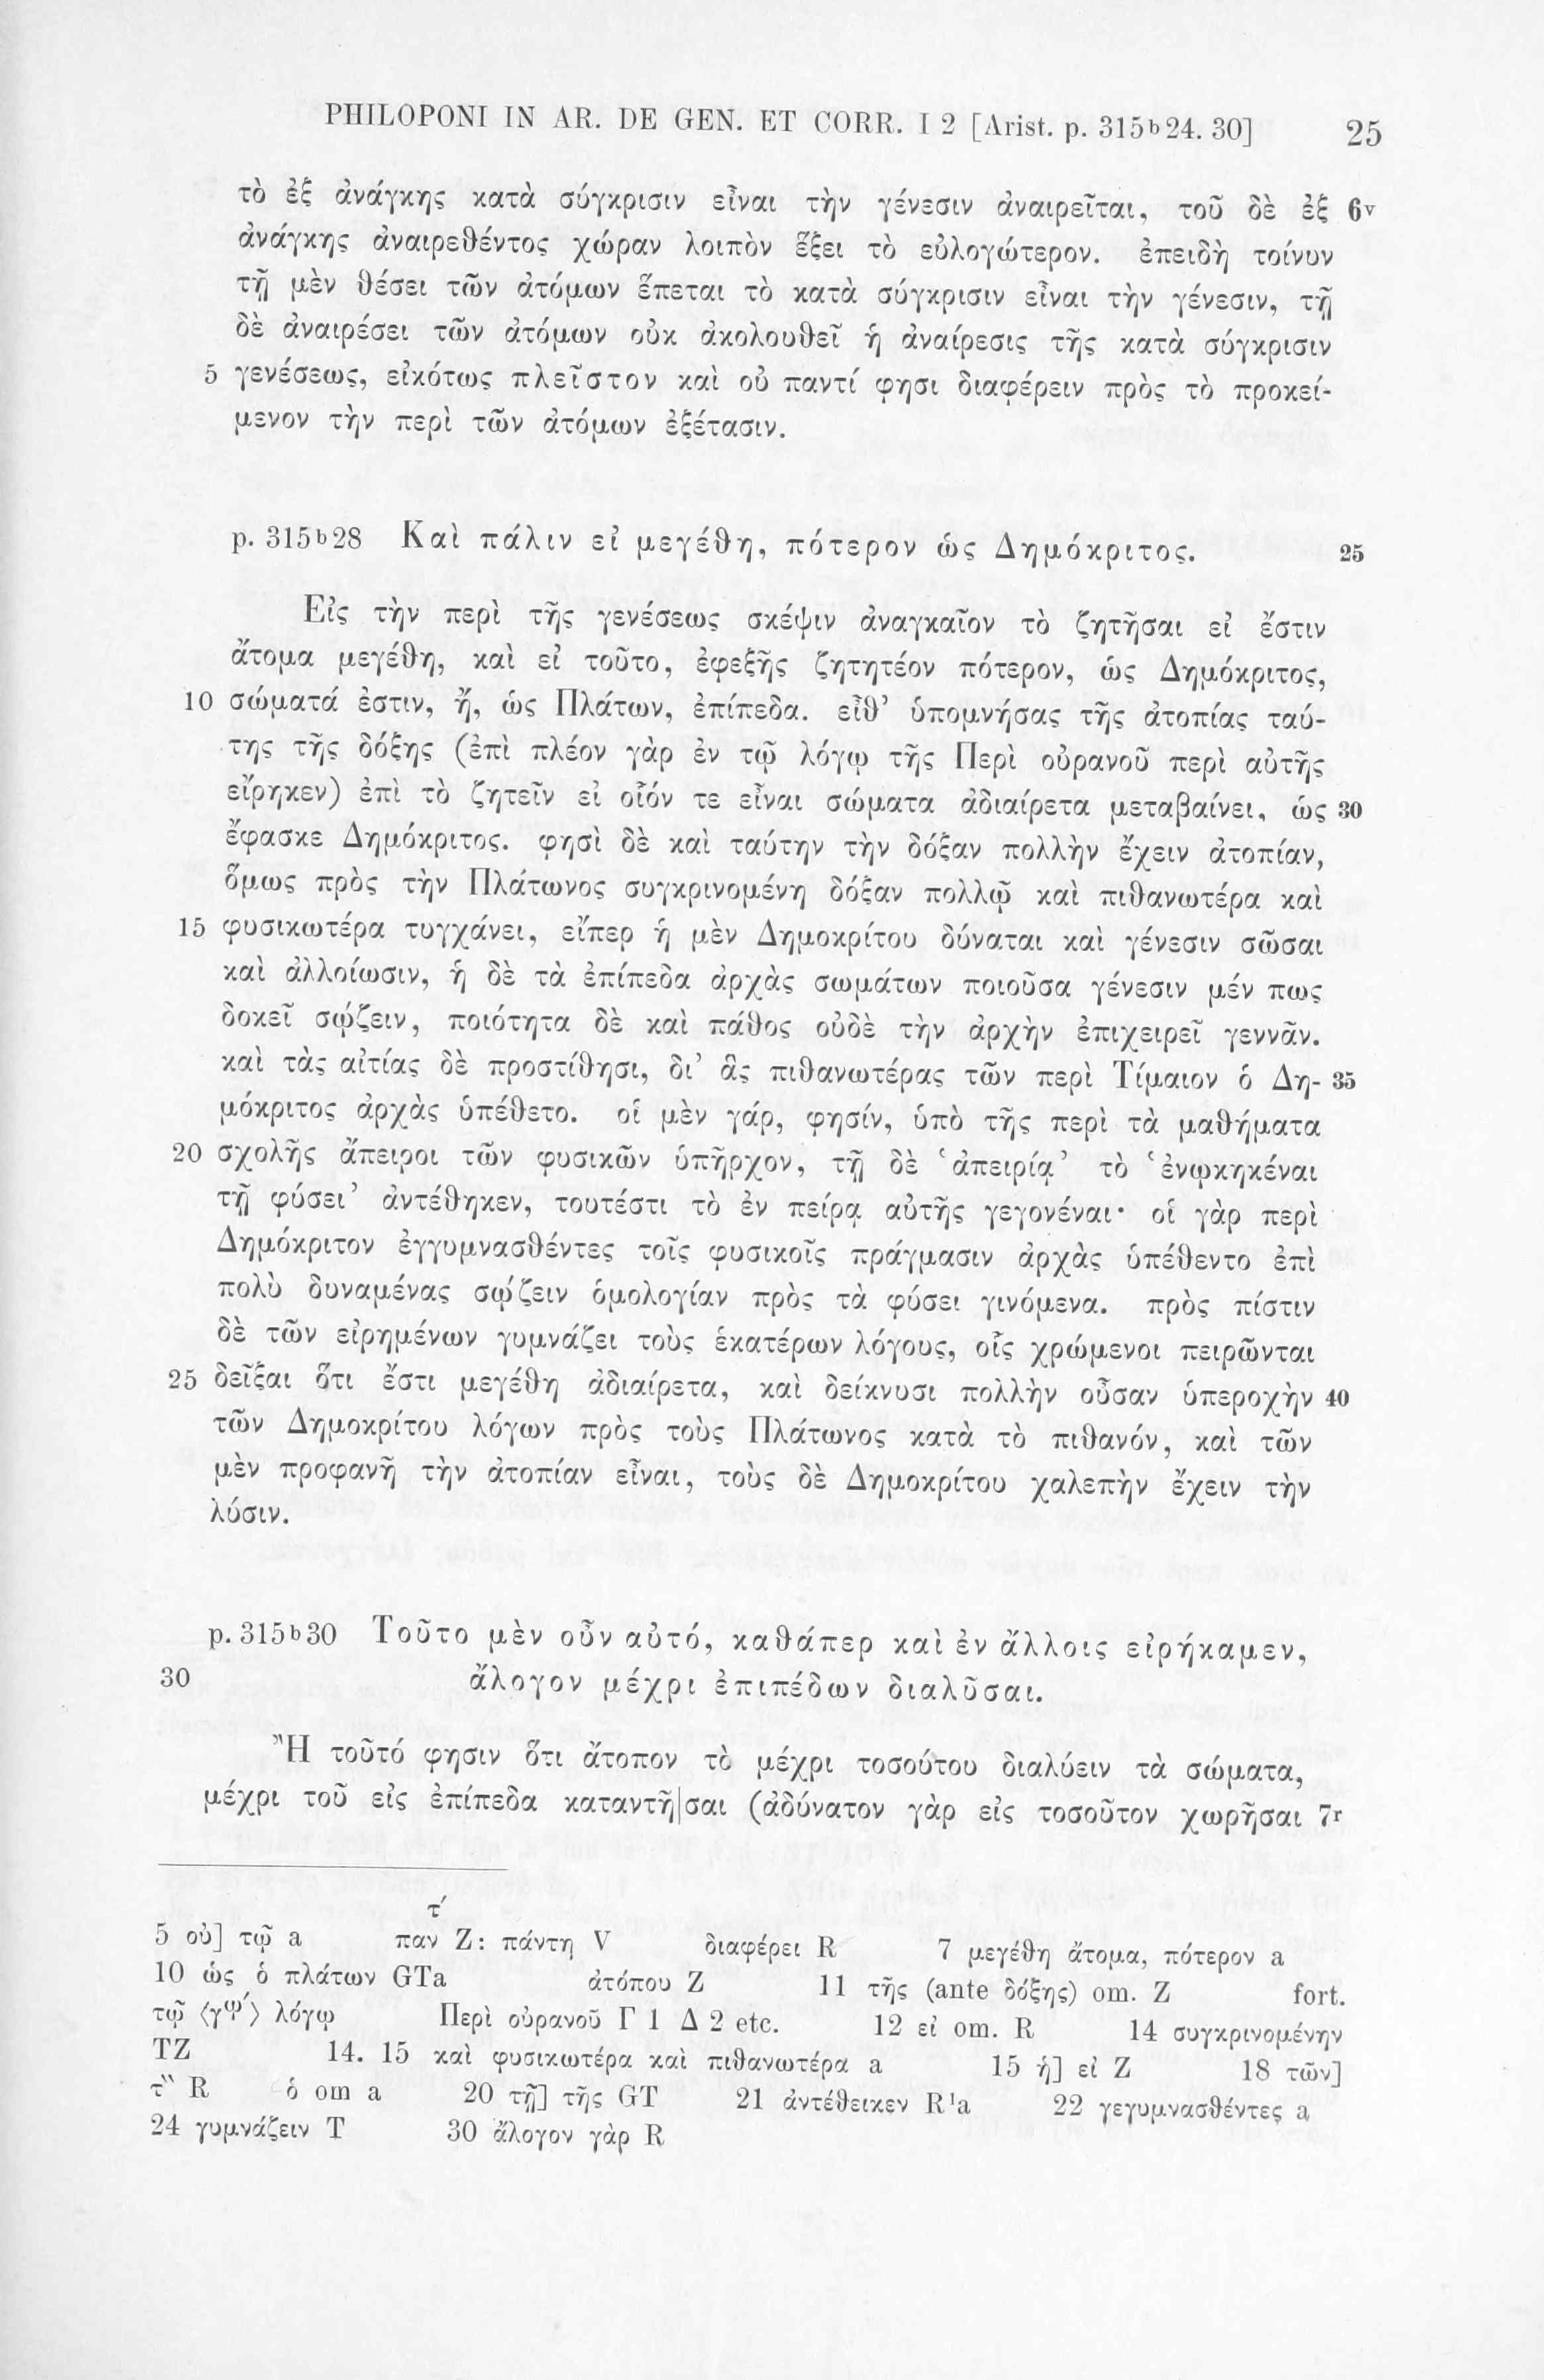 PHILOPONI IN AR. DE GEN. ET CORR. I 2 [Arist. p. 315ᵇ24. 30] 25
τὸ ἐξ ἀνάγκης κατὰ σύγκρισιν εἶναι τὴν γένεσιν ἀναιρεῖται, τοῦ δὲ ἐξ 6ᵛ
ἀνάγκης ἀναιρεθέντος χώραν λοιπὸν ἕξει τὸ εὐλογώτερον. ἐπειδὴ τοίνυν
τῇ μὲν θέσει τῶν ἀτόμων ἕπεται τὸ κατὰ σύγκρισιν εἶναι τὴν γένεσιν, τῇ
δὲ ἀναιρέσει τῶν ἀτόμων οὐκ ἀκολουθεῖ ἡ ἀναίρεσις τῆς κατὰ σύγκρισιν
5 γενέσεως, εἰκότως πλεῖστον καὶ οὐ παντί φησι διαφέρειν πρὸς τὸ προκεί-
μενον τὴν περὶ τῶν ἀτόμων ἐξέτασιν.
p. 315ᵇ28 Καὶ πάλιν εἰ μεγέθη, πότερον ὡς Δημόκριτος. 25
Εἰς τὴν περὶ τῆς γενέσεως σκέψιν ἀναγκαῖον τὸ ζητῆσαι εἰ ἔστιν
ἄτομα μεγέθη, καὶ εἰ τοῦτο, ἐφεξῆς ζητητέον πότερον, ὡς Δημόκριτος,
10 σώματά ἐστιν, ἤ, ὡς Πλάτων, ἐπίπεδα. εἶθ’ ὑπομνήσας τῆς ἀτοπίας ταύ-
της τῆς δόξης (ἐπὶ πλέον γὰρ ἐν τῷ λόγῳ τῆς Περὶ οὐρανοῦ περὶ αὐτῆς
εἴρηκεν) ἐπὶ τὸ ζητεῖν εἰ οἷόν τε εἶναι σώματα ἀδιαίρετα μεταβαίνει, ὡς 30
ἔφασκε Δημόκριτος. φησὶ δὲ καὶ ταύτην τὴν δόξαν πολλὴν ἔχειν ἀτοπίαν,
ὅμως πρὸς τὴν Πλάτωνος συγκρινομένη δόξαν πολλῷ καὶ πιθανωτέρα καὶ
15 φυσικωτέρα τυγχάνει, εἴπερ ἡ μὲν Δημοκρίτου δύναται καὶ γένεσιν σῶσαι
καὶ ἀλλοίωσιν, ἡ δὲ τὰ ἐπίπεδα ἀρχὰς σωμάτων ποιοῦσα γένεσιν μέν πως
δοκεῖ σῴζειν, ποιότητα δὲ καὶ πάθος οὐδὲ τὴν ἀρχὴν ἐπιχειρεῖ γεννᾶν.
καὶ τὰς αἰτίας δὲ προστίθησι, δι’ ἃς πιθανωτέρας τῶν περὶ Τίμαιον ὁ Δη- 35
μόκριτος ἀρχὰς ὑπέθετο. οἱ μὲν γάρ, φησίν, ὑπὸ τῆς περὶ τὰ μαθήματα
20 σχολῆς ἄπειροι τῶν φυσικῶν ὑπῆρχον, τῇ δὲ ‘ἀπειρίᾳ’ τὸ ‘ἐνῳκηκέναι
τῇ φύσει’ ἀντέθηκεν, τουτέστι τὸ ἐν πείρᾳ αὐτῆς γεγονέναι· οἱ γὰρ περὶ
Δημόκριτον ἐγγυμνασθέντες τοῖς φυσικοῖς πράγμασιν ἀρχὰς ὑπέθεντο ἐπὶ
πολὺ δυναμένας σῴζειν ὁμολογίαν πρὸς τὰ φύσει γινόμενα. πρὸς πίστιν
δὲ τῶν εἰρημένων γυμνάζει τοὺς ἑκατέρων λόγους, οἷς χρώμενοι πειρῶνται
25 δεῖξαι ὅτι ἔστι μεγέθη ἀδιαίρετα, καὶ δείκνυσι πολλὴν οὖσαν ὑπεροχὴν 40
τῶν Δημοκρίτου λόγων πρὸς τοὺς Πλάτωνος κατὰ τὸ πιθανόν, καὶ τῶν
μὲν προφανῆ τὴν ἀτοπίαν εἶναι, τοὺς δὲ Δημοκρίτου χαλεπὴν ἔχειν τὴν
λύσιν.
p. 315ᵇ30 Τοῦτο μὲν οὖν αὐτό, καθάπερ καὶ ἐν ἄλλοις εἰρήκαμεν,
30 ἄλογον μέχρι ἐπιπέδων διαλῦσαι.
Ἢ τοῦτό φησιν ὅτι ἄτοπον τὸ μέχρι τοσούτου διαλύειν τὰ σώματα,
μέχρι τοῦ εἰς ἐπίπεδα καταντῆ|σαι (ἀδύνατον γὰρ εἰς τοσοῦτον χωρῆσαι 7ʳ
τ´
5 οὐ] τῷ a παν Z: πάντη V διαφέρει R 7 μεγέθη ἄτομα, πότερον a
10 ὡς ὁ πλάτων GTa ἀτόπου Z 11 τῆς (ante δόξης) om. Z fort.
τῷ ⟨γῳ´⟩ λόγῳ Περὶ οὐρανοῦ Γ 1 Δ 2 etc. 12 εἰ om. R 14 συγκρινομένην
TZ 14. 15 καὶ φυσικωτέρα καὶ πιθανωτέρα a 15 ἡ] εἰ Z 18 τῶν]
τ`` R ὁ om a 20 τῇ] τῆς GT 21 ἀντέθεικεν R¹a 22 γεγυμνασθέντες a
24 γυμνάζειν T 30 ἄλογον γὰρ R